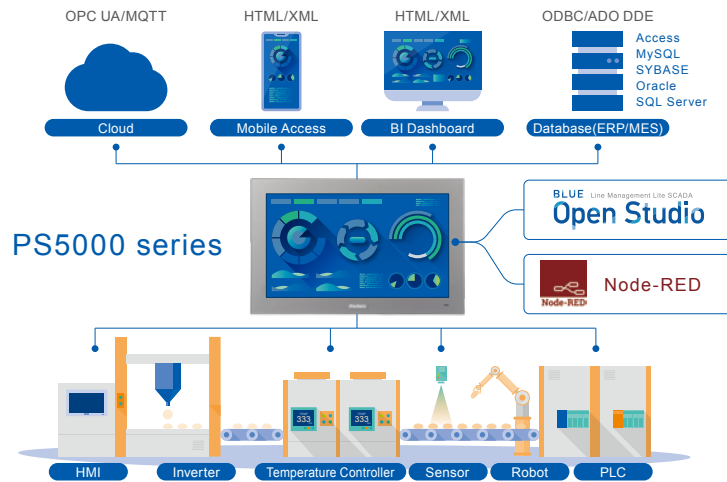 OPC UA/MQTT
HTML/XML
HTML/XML
ODBC/ADO DDE
Access
MySQL
SYBASE
Oracle
SQL Server
Cloud
Mobile Access
BI Dashboard
Database(ERP/MES)
PS5000 series
BLUE Line Management Lite SCADA
Open Studio
Node-RED
Node-RED
333
333
HMI
Inverter
Temperature Controller
Sensor
Robot
PLC